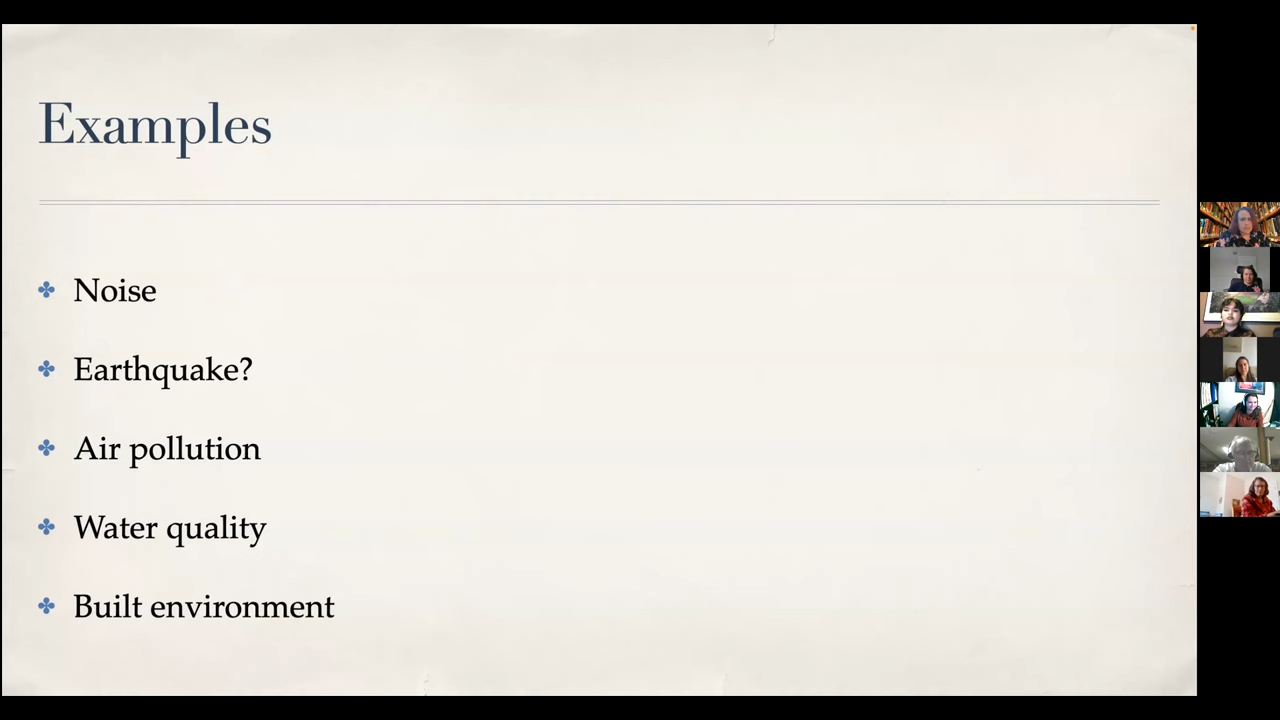 Examples
Noise
Earthquake?
Air pollution
Water quality
Built environment